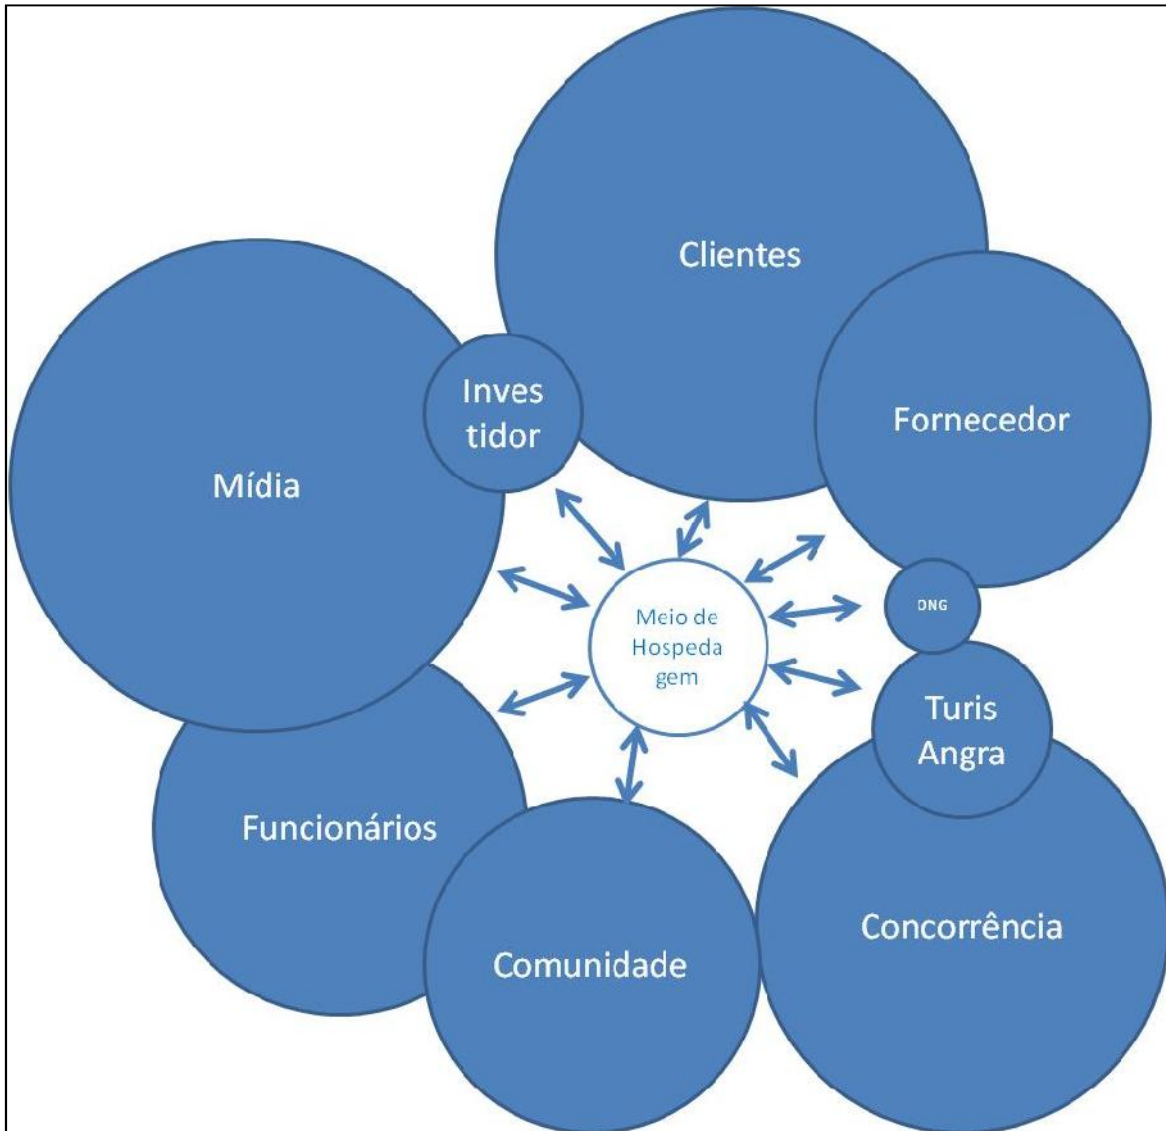 Clientes
Fornecedor
Inves
tidor
Mídia
ONG
Meio de
Hospeda
gem
Turis
Angra
Funcionários
Concorrência
Comunidade